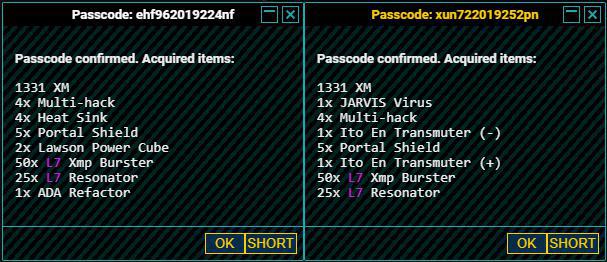 Passcode: ehf962019224nf
Passcode confirmed. Acquired items:
1331 XM
4x Multi-hack
4x Heat Sink
5x Portal Shield
2x Lawson Power Cube
50x L7 Xmp Burster
25x L7 Resonator
1x ADA Refactor
OK SHORT
Passcode: xun722019252pn
Passcode confirmed. Acquired items:
1331 XM
1x JARVIS Virus
4x Multi-hack
1x Ito En Transmuter (-)
5x Portal Shield
1x Ito En Transmuter (+)
50x L7 Xmp Burster
25x L7 Resonator
OK SHORT